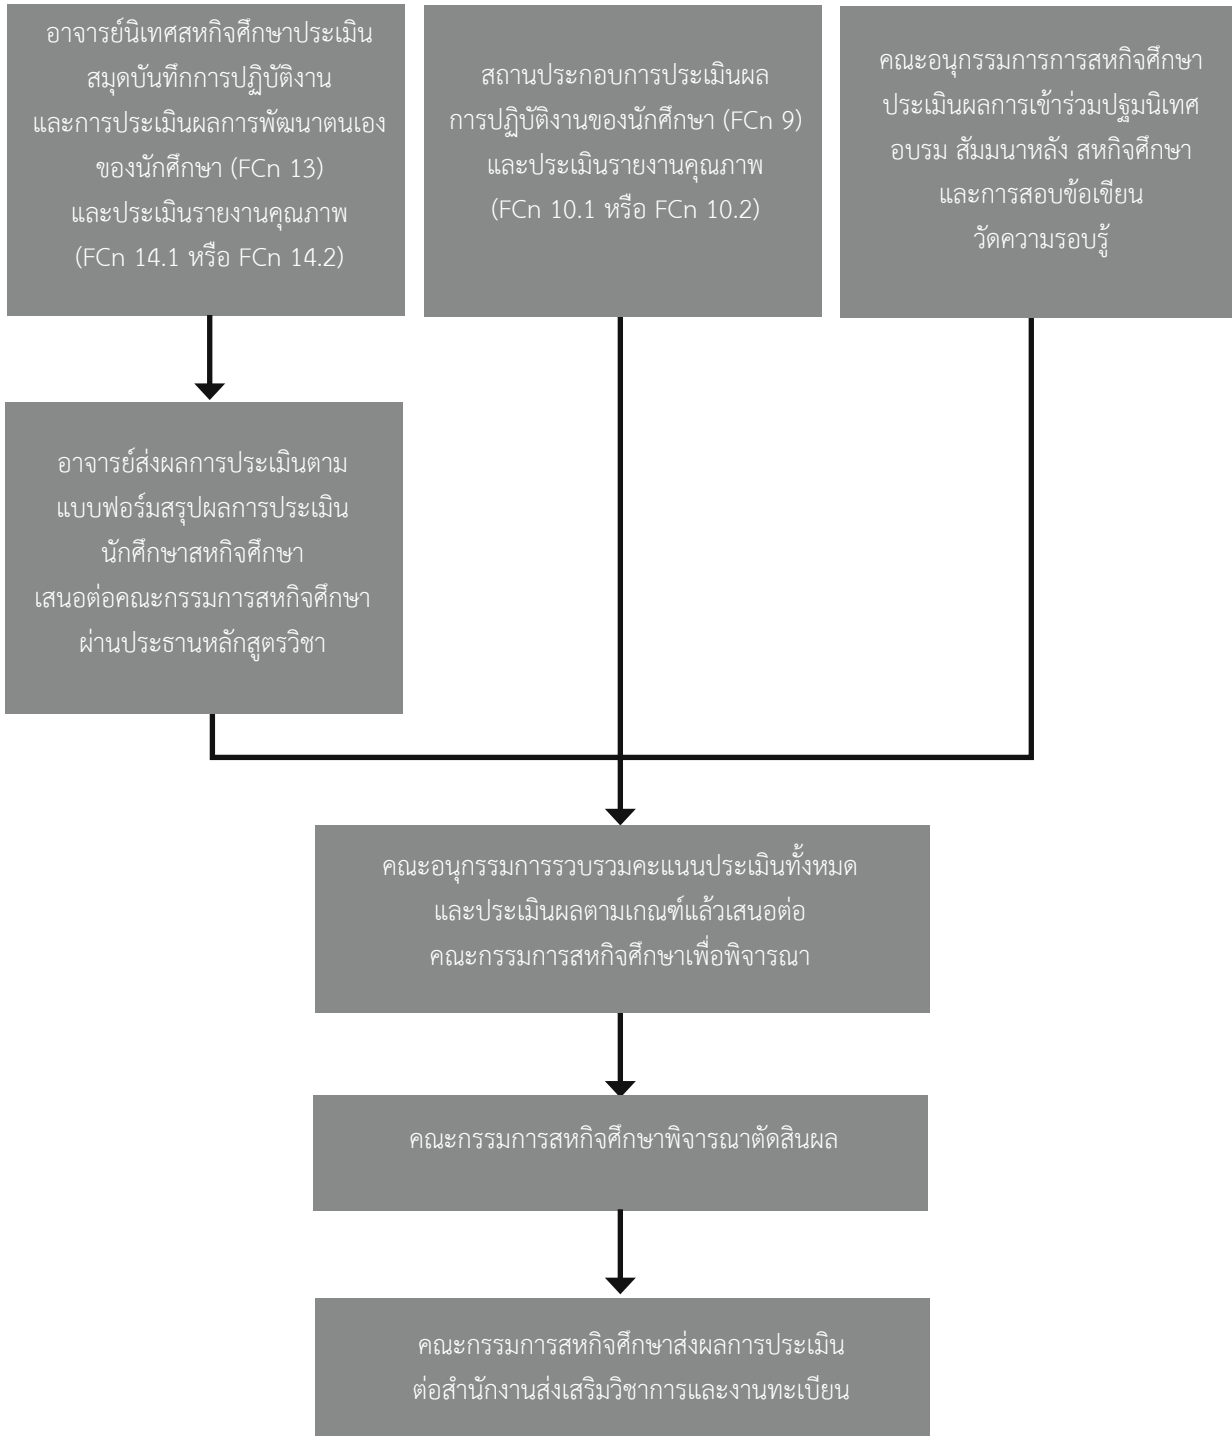 อาจารย์นิเทศสหกิจศึกษาประเมิน
สมุดบันทึกการปฏิบัติงาน
และการประเมินผลการพัฒนาตนเอง
ของนักศึกษา (FCn 13)
และประเมินรายงานคุณภาพ
(FCn 14.1 หรือ FCn 14.2)
สถานประกอบการประเมินผล
การปฏิบัติงานของนักศึกษา (FCn 9)
และประเมินรายงานคุณภาพ
(FCn 10.1 หรือ FCn 10.2)
คณะอนุกรรมการการสหกิจศึกษา
ประเมินผลการเข้าร่วมปฐมนิเทศ
อบรม สัมมนาหลัง สหกิจศึกษา
และการสอบข้อเขียน
วัดความรอบรู้
อาจารย์ส่งผลการประเมินตาม
แบบฟอร์มสรุปผลการประเมิน
นักศึกษาสหกิจศึกษา
เสนอต่อคณะกรรมการสหกิจศึกษา
ผ่านประธานหลักสูตรวิชา
คณะอนุกรรมการรวบรวมคะแนนประเมินทั้งหมด
และประเมินผลตามเกณฑ์แล้วเสนอต่อ
คณะกรรมการสหกิจศึกษาเพื่อพิจารณา
คณะกรรมการสหกิจศึกษาพิจารณาตัดสินผล
คณะกรรมการสหกิจศึกษาส่งผลการประเมิน
ต่อสำนักงานส่งเสริมวิชาการและงานทะเบียน